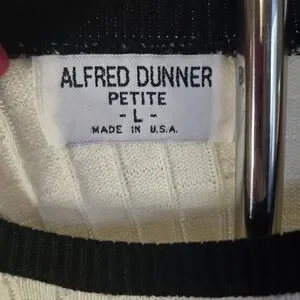 ALFRED DUNNER
PETITE
- L -
MADE IN U.S.A.